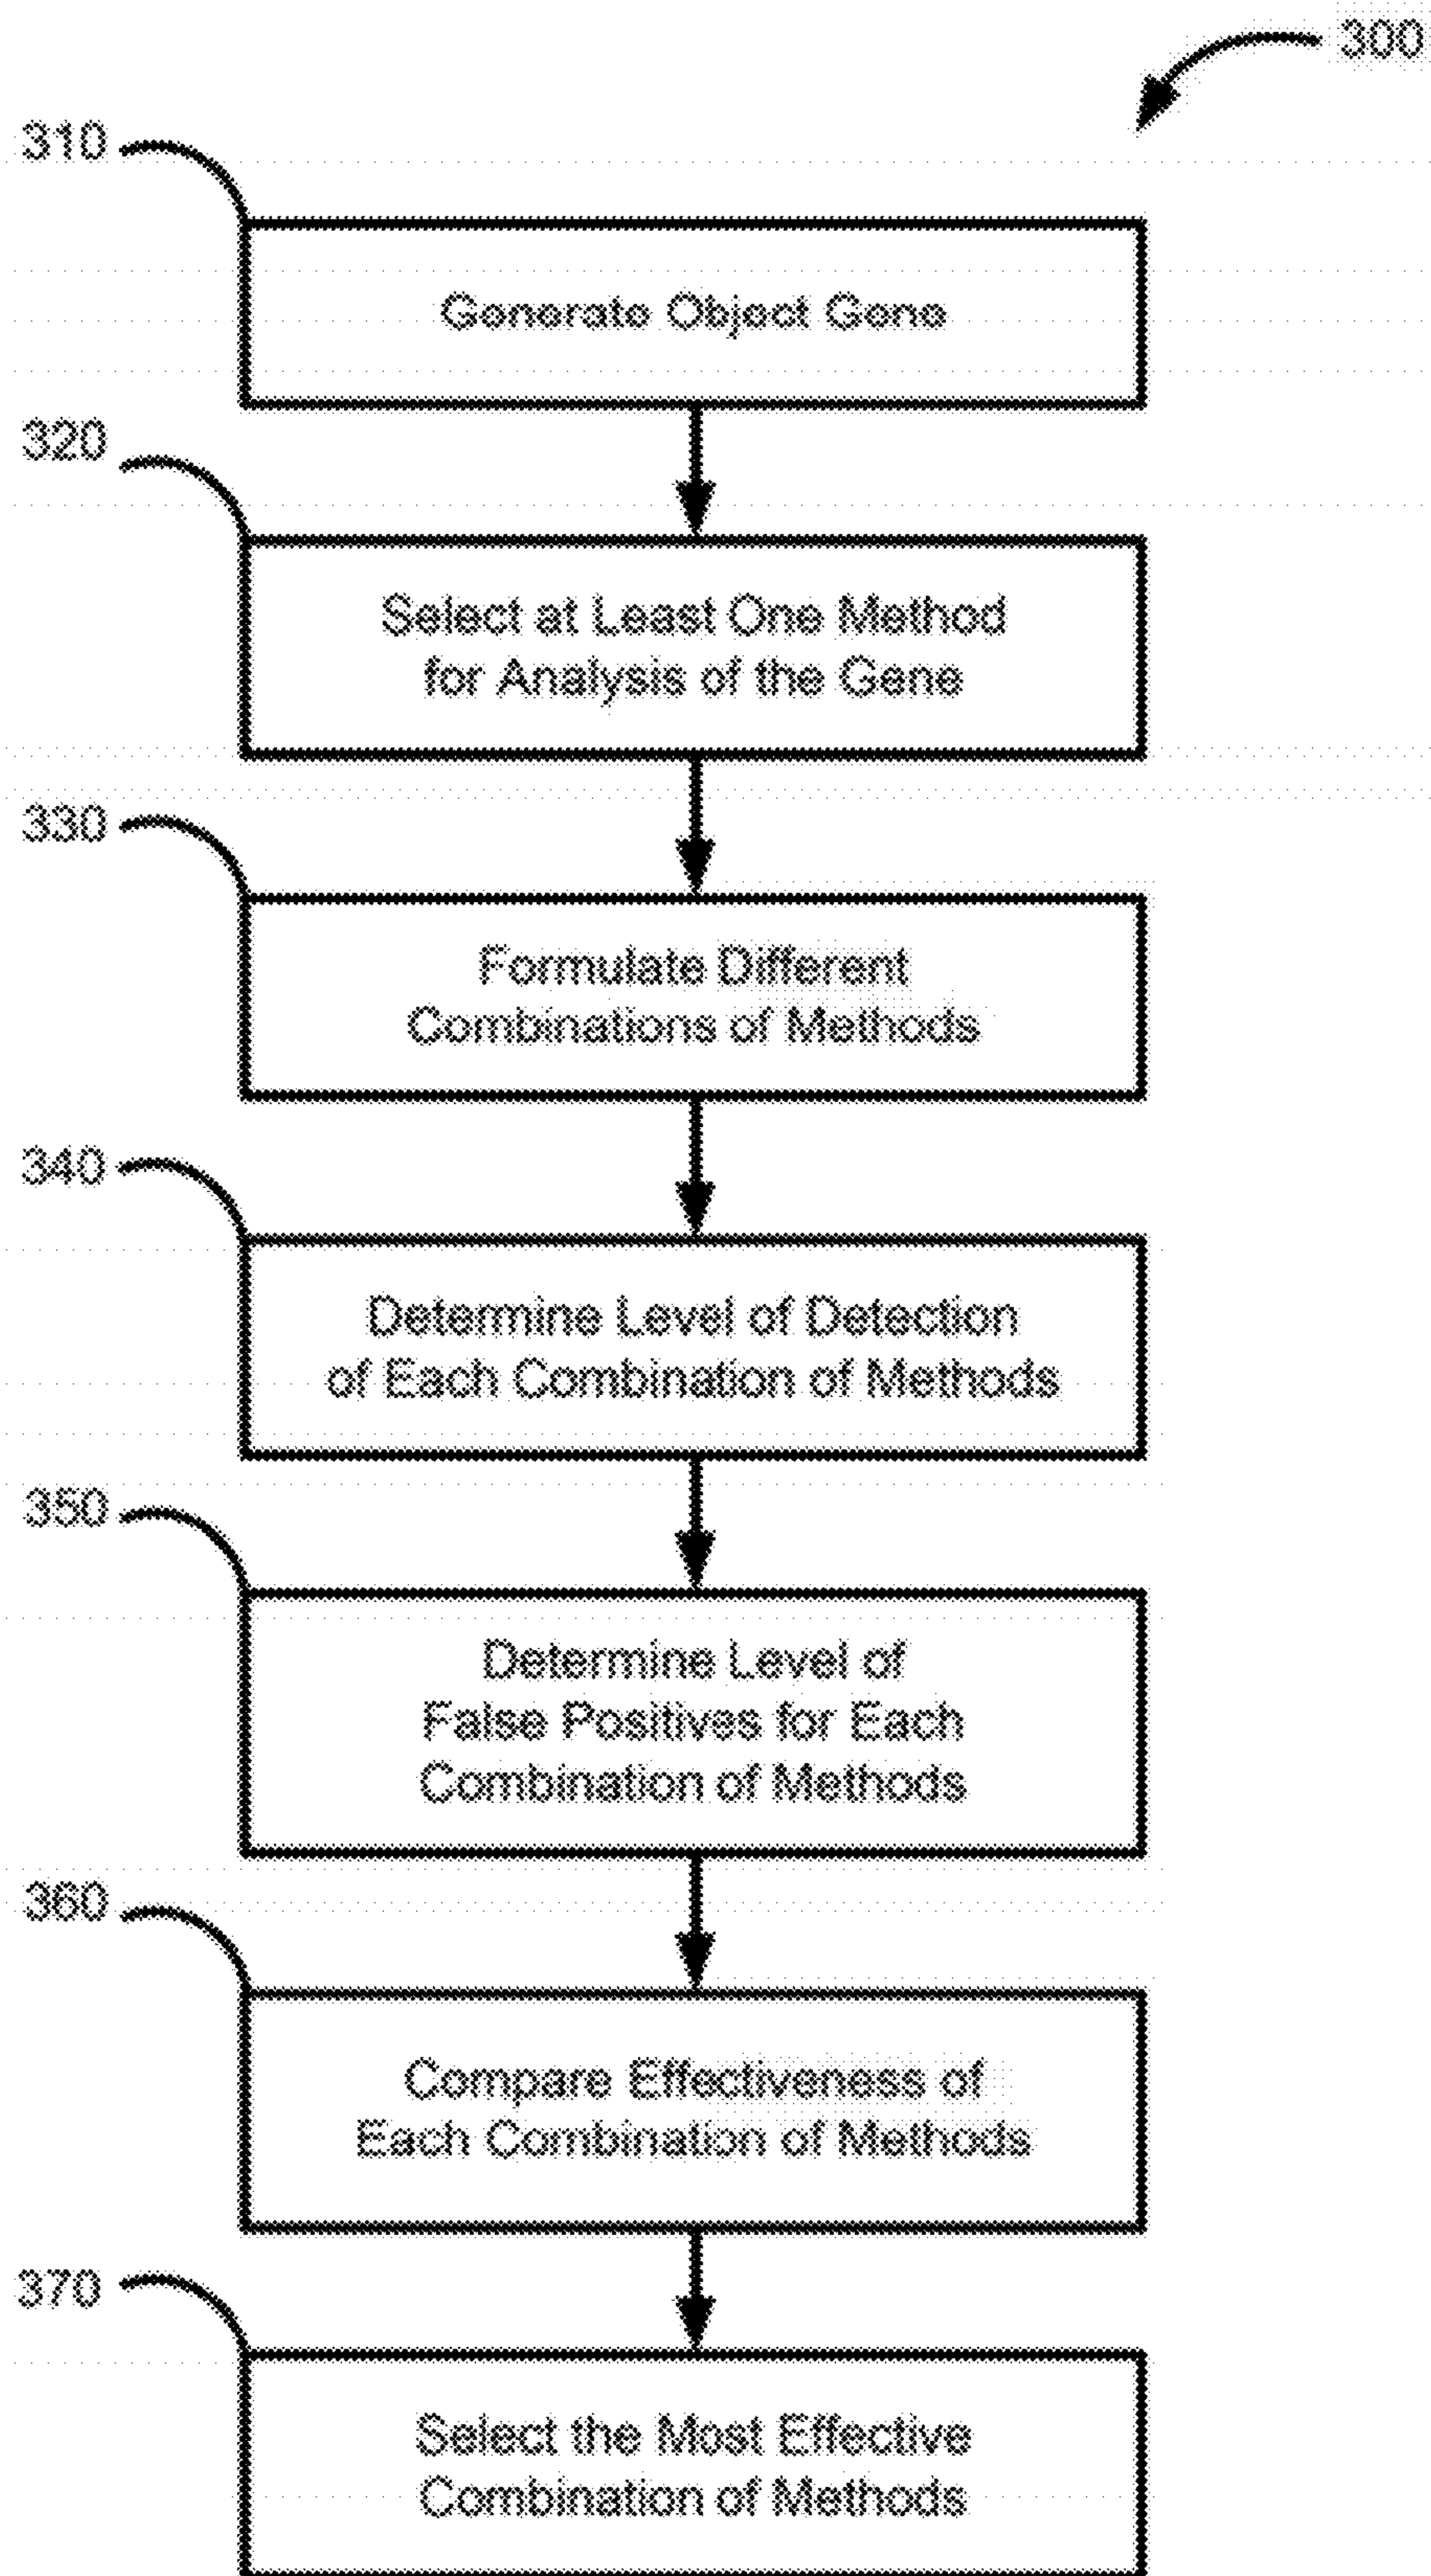 300
310
Generate Object Gene
320
Select at Least One Method
for Analysis of the Gene
330
Formulate Different
Combinations of Methods
340
Determine Level of Detection
of Each Combination of Methods
350
Determine Level of
False Positives for Each
Combination of Methods
360
Compare Effectiveness of
Each Combination of Methods
370
Select the Most Effective
Combination of Methods